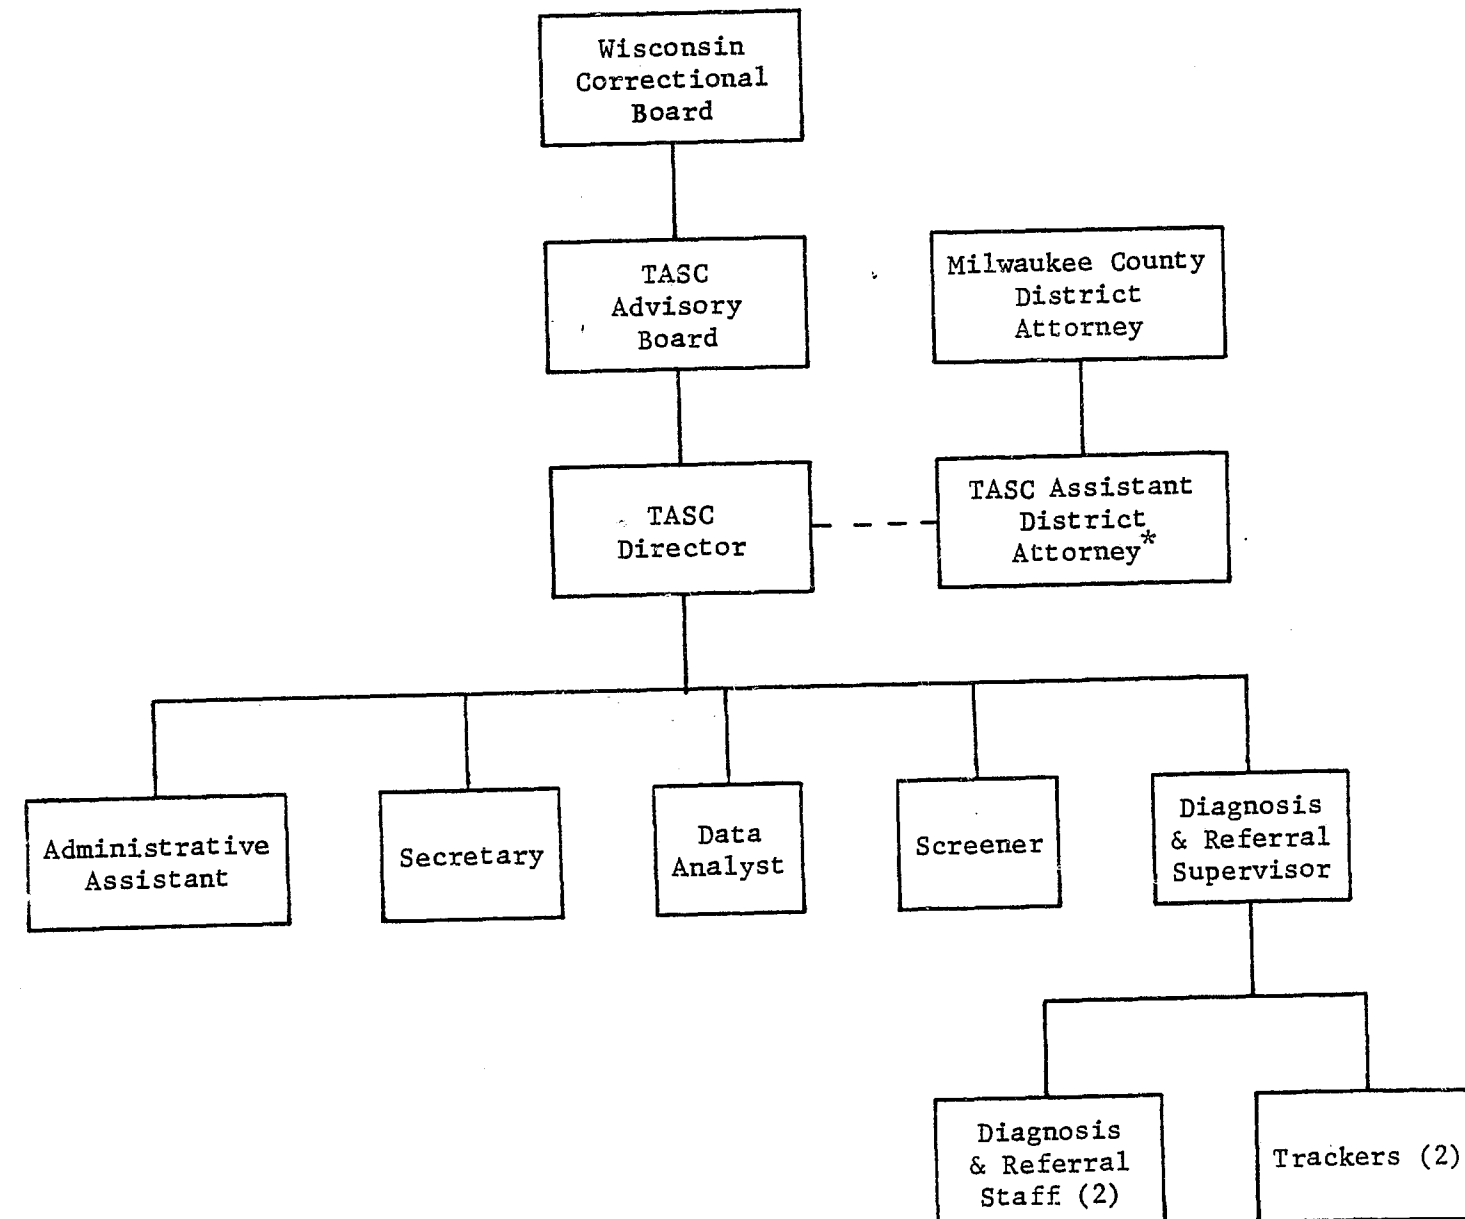 Wisconsin
Correctional
Board
TASC
Advisory
Board
Milwaukee County
District
Attorney
TASC
Director
TASC Assistant
District
Attorney*
Administrative
Assistant
Secretary
Data
Analyst
Screener
Diagnosis
& Referral
Supervisor
Diagnosis
& Referral
Staff (2)
Trackers (2)